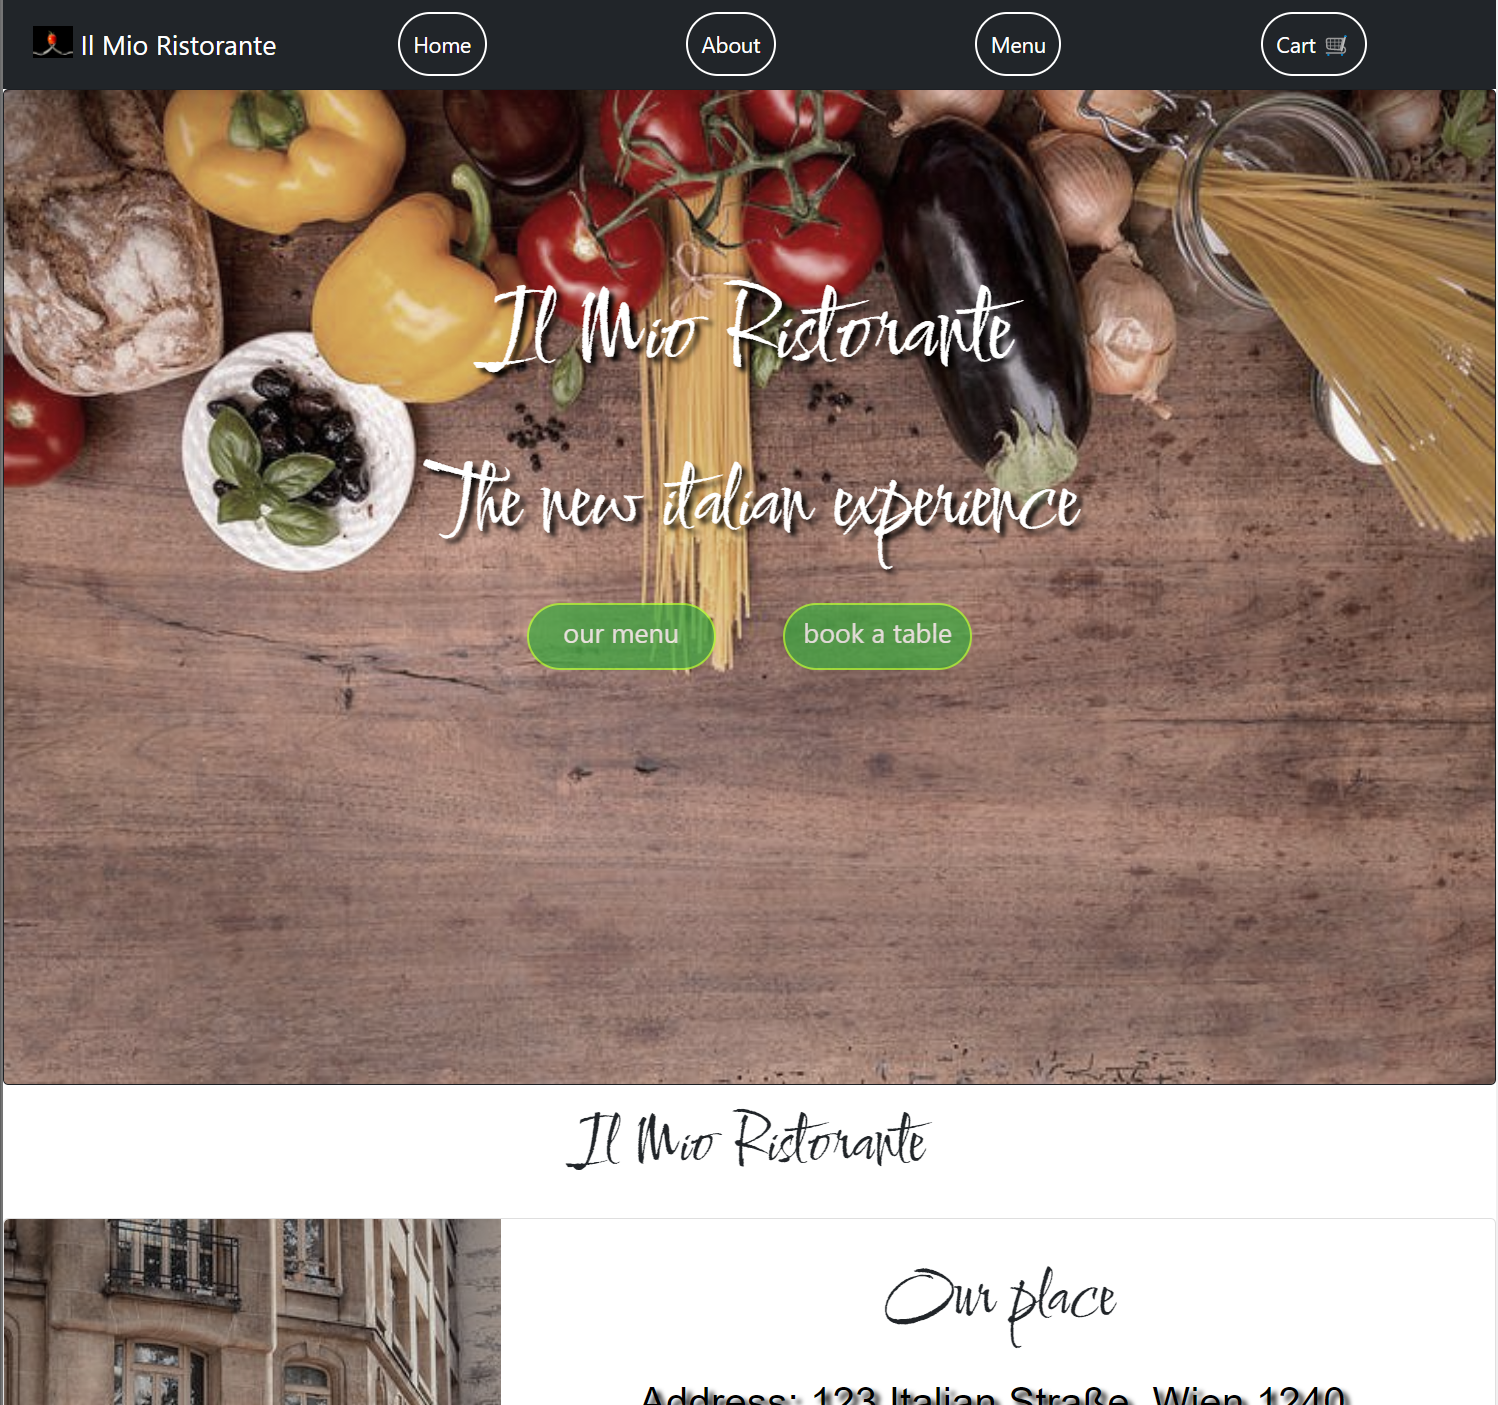 Il Mio Ristorante
Home
About
Menu
Cart
Il Mio Ristorante
The new italian experience
our menu
book a table
Il Mio Ristorante
Our place
Address: 123 Italian Straße, Wien 1240